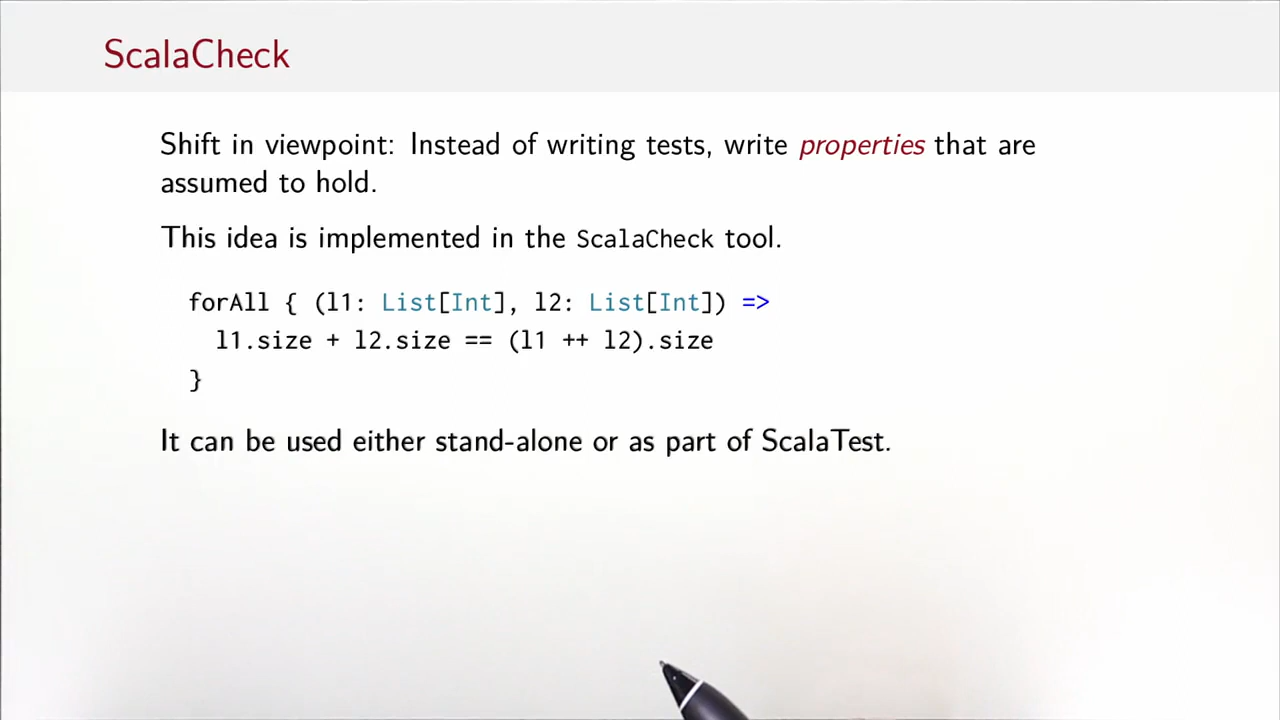 ScalaCheck
Shift in viewpoint: Instead of writing tests, write properties that are
assumed to hold.
This idea is implemented in the ScalaCheck tool.
forAll { (l1: List[Int], l2: List[Int]) =>
l1.size + l2.size == (l1 ++ l2).size
}
It can be used either stand-alone or as part of ScalaTest.